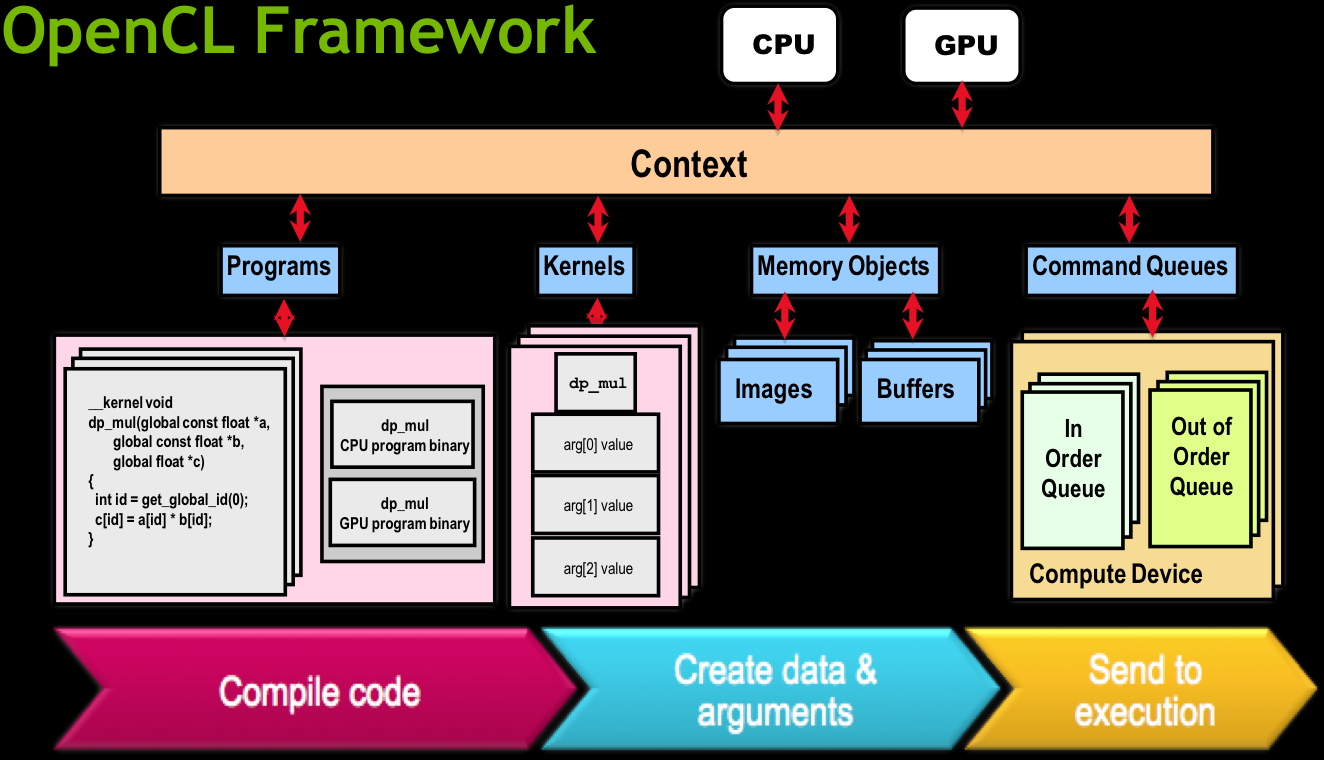 OpenCL Framework
CPU
GPU
Context
Programs
Kernels
Memory Objects
Command Queues
__kernel void
dp_mul(global const float *a,
global const float *b,
global float *c)
{
int id = get_global_id(0);
c[id] = a[id] * b[id];
}
dp_mul
CPU program binary
dp_mul
GPU program binary
dp_mul
arg[0] value
arg[1] value
arg[2] value
Images
Buffers
In
Order
Queue
Out of
Order
Queue
Compute Device
Compile code
Create data &
arguments
Send to
execution